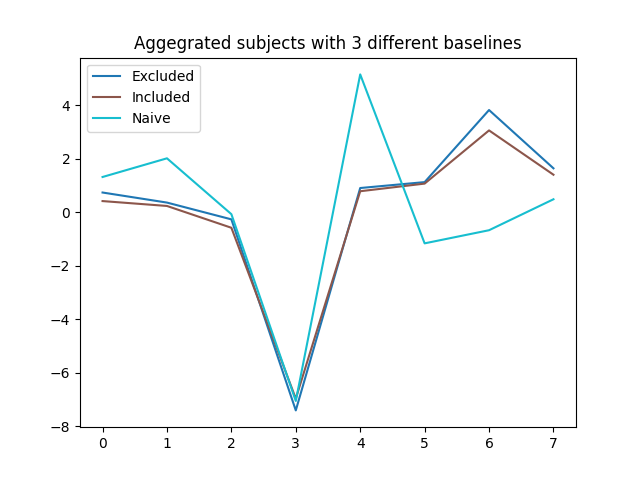 Aggegrated subjects with 3 different baselines
Excluded
Included
Naive
4
2
0
−2
−4
−6
−8
0 1 2 3 4 5 6 7